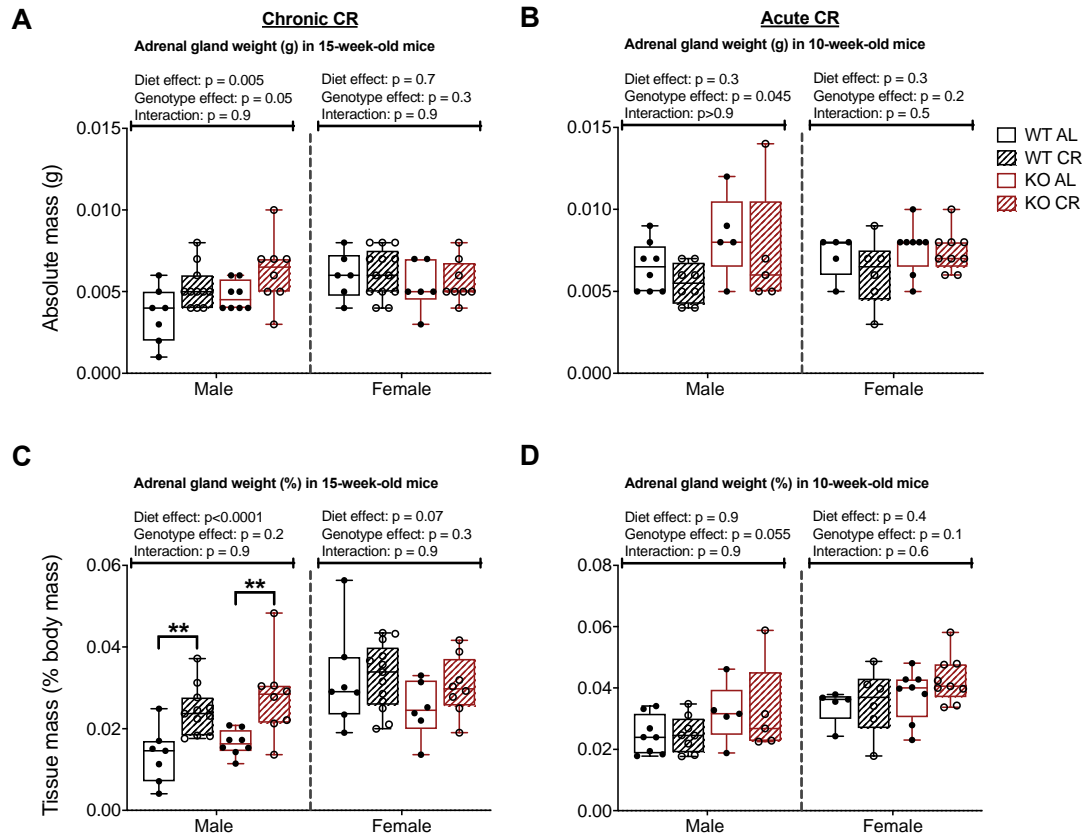 A
Chronic CR
Adrenal gland weight (g) in 15-week-old mice
Diet effect: p = 0.005
Genotype effect: p = 0.05
Interaction: p = 0.9
Diet effect: p = 0.7
Genotype effect: p = 0.3
Interaction: p = 0.9
0.015
0.010
0.005
0.000
Absolute mass (g)
Male
Female
B
Acute CR
Adrenal gland weight (g) in 10-week-old mice
Diet effect: p = 0.3
Genotype effect: p = 0.045
Interaction: p>0.9
Diet effect: p = 0.3
Genotype effect: p = 0.2
Interaction: p = 0.5
0.015
0.010
0.005
0.000
Male
Female
WT AL
WT CR
KO AL
KO CR
C
Adrenal gland weight (%) in 15-week-old mice
Diet effect: p<0.0001
Genotype effect: p = 0.2
Interaction: p = 0.9
Diet effect: p = 0.07
Genotype effect: p = 0.3
Interaction: p = 0.9
0.06
0.04
0.02
0.00
Tissue mass (% body mass)
**
**
Male
Female
D
Adrenal gland weight (%) in 10-week-old mice
Diet effect: p = 0.9
Genotype effect: p = 0.055
Interaction: p = 0.9
Diet effect: p = 0.4
Genotype effect: p = 0.1
Interaction: p = 0.6
0.08
0.06
0.04
0.02
0.00
Male
Female